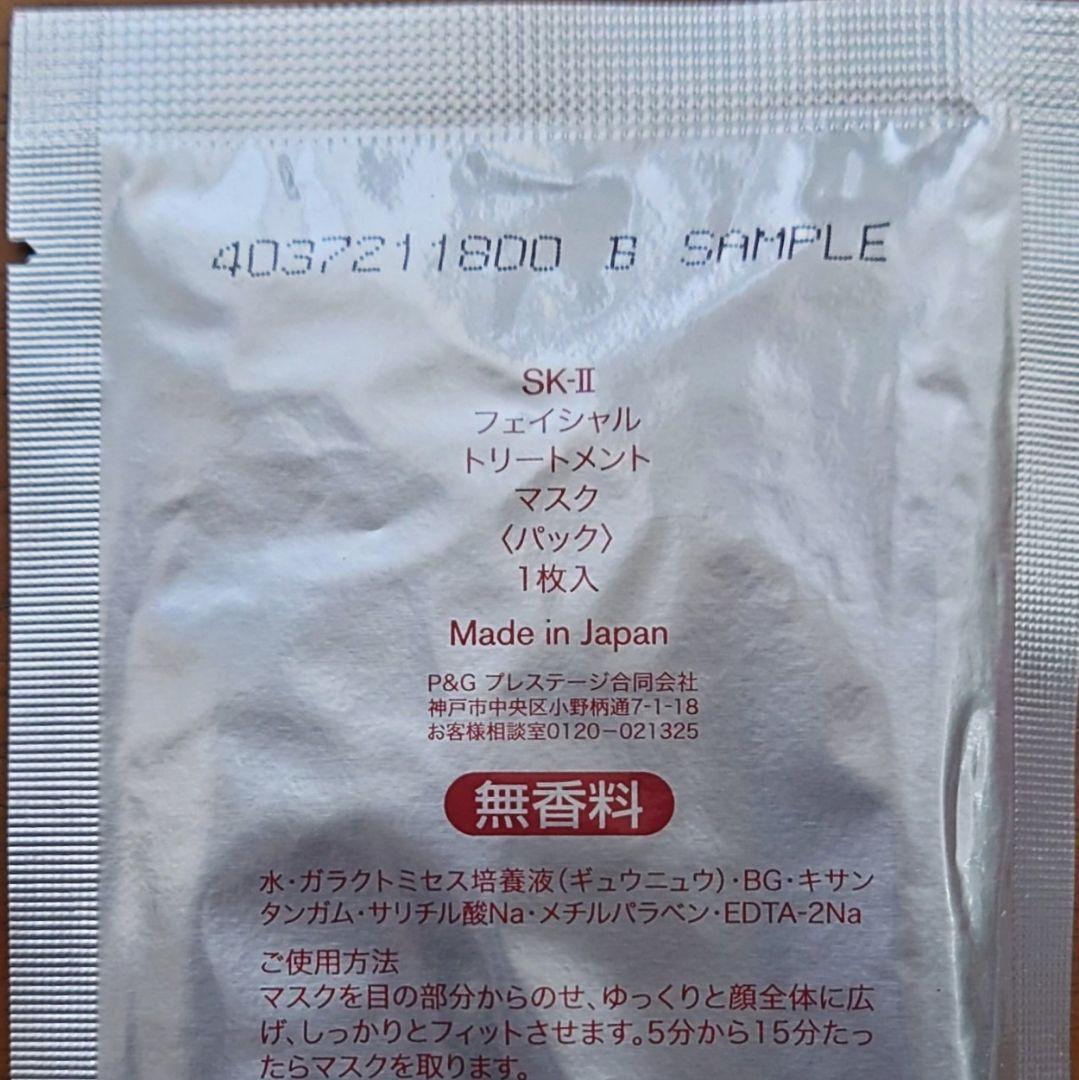 4037211800 B SAMPLE
SK-II
フェイシャル
トリートメント
マスク
〈パック〉
1枚入
Made in Japan
P&G プレステージ合同会社
神戸市中央区小野柄通7-1-18
お客様相談室0120-021325
無香料
水・ガラクトミセス培養液(ギュウニュウ)・BG・キサン
タンガム・サリチル酸Na・メチルパラベン・EDTA-2Na
ご使用方法
マスクを目の部分からのせ、ゆっくりと顔全体に広
げ、しっかりとフィットさせます。5分から15分たっ
たらマスクを取ります。